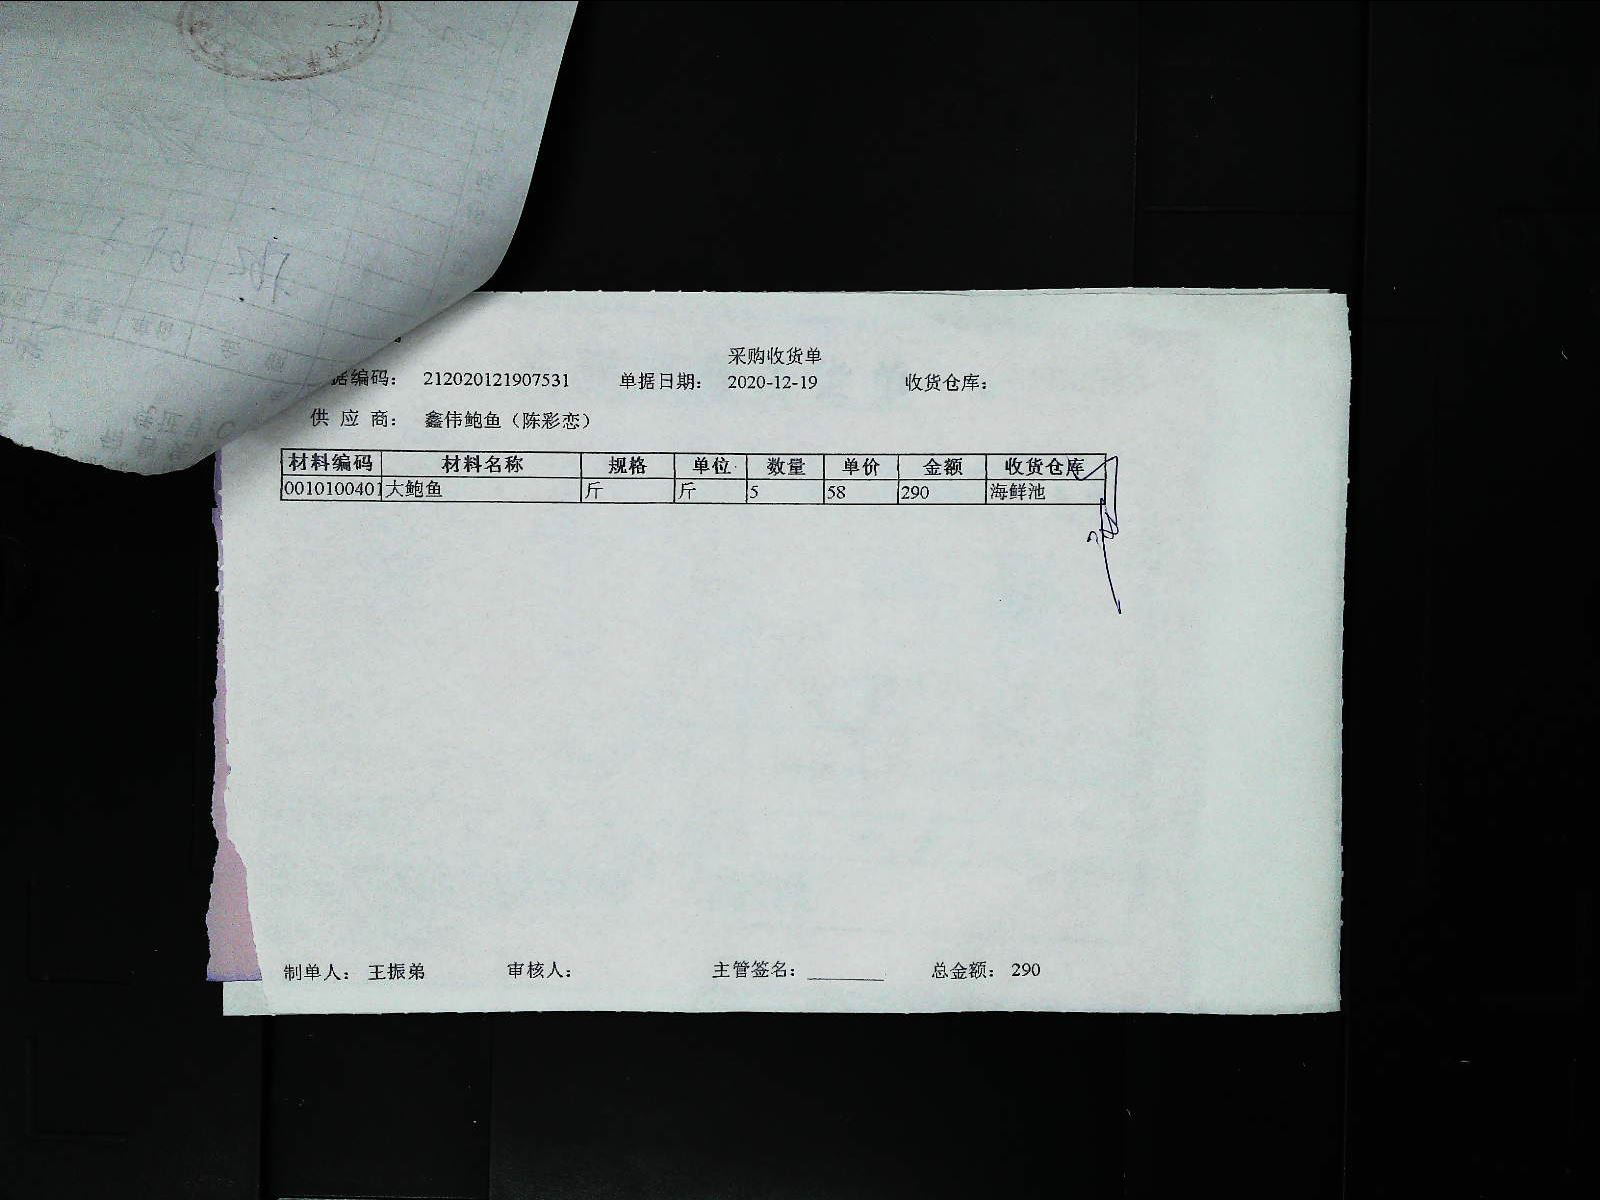 采购收货单
据编码： 212020121907531 单据日期： 2020-12-19 收货仓库：
供 应 商： 鑫伟鲍鱼（陈彩恋）
材料编码 材料名称 规格 单位 数量 单价 金额 收货仓库
0010100401 大鲍鱼 斤 斤 5 58 290 海鲜池
制单人： 王振弟 审核人： 主管签名： 总金额： 290